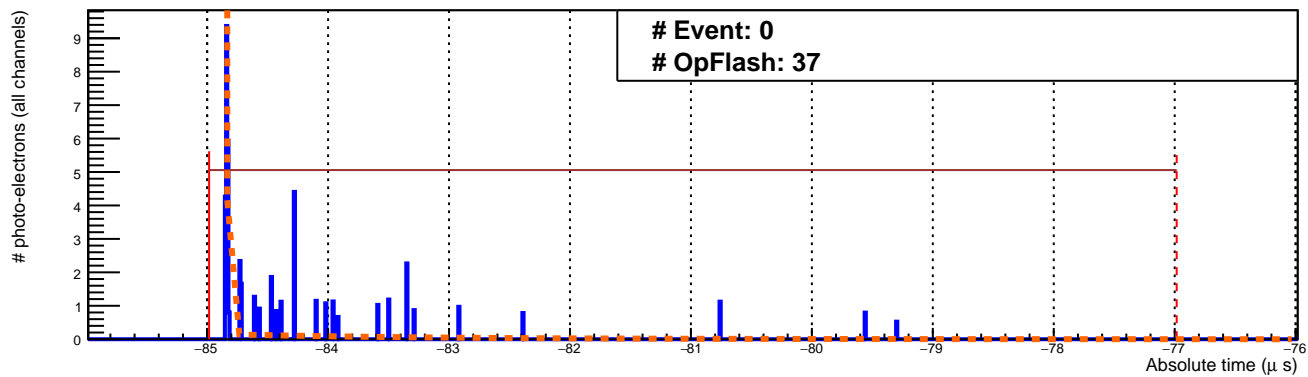 # Event: 0
# OpFlash: 37
# photo-electrons (all channels)
9
8
7
6
5
4
3
2
1
0
−85 −84 −83 −82 −81 −80 −79 −78 −77 −76
Absolute time (μ s)